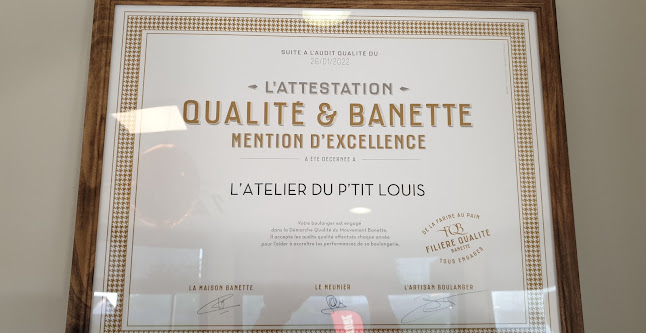 SUITE A L'AUDIT QUALITÉ DU
26/01/2022
L'ATTESTATION
QUALITÉ & BANETTE
MENTION D'EXCELLENCE
A ÉTÉ DÉCERNÉE À
L'ATELIER DU P'TIT LOUIS
Votre boulanger est engagé
dans la Démarche Qualité du Mouvement Banette.
Il accepte les audits qualité effectués chaque année
pour l'aider à accroître les performances de sa boulangerie.
DE LA FARINE AU PAIN
FILIÈRE QUALITÉ
BANETTE
TOUS ENGAGÉS
LA MAISON BANETTE
LE MEUNIER
L'ARTISAN BOULANGER